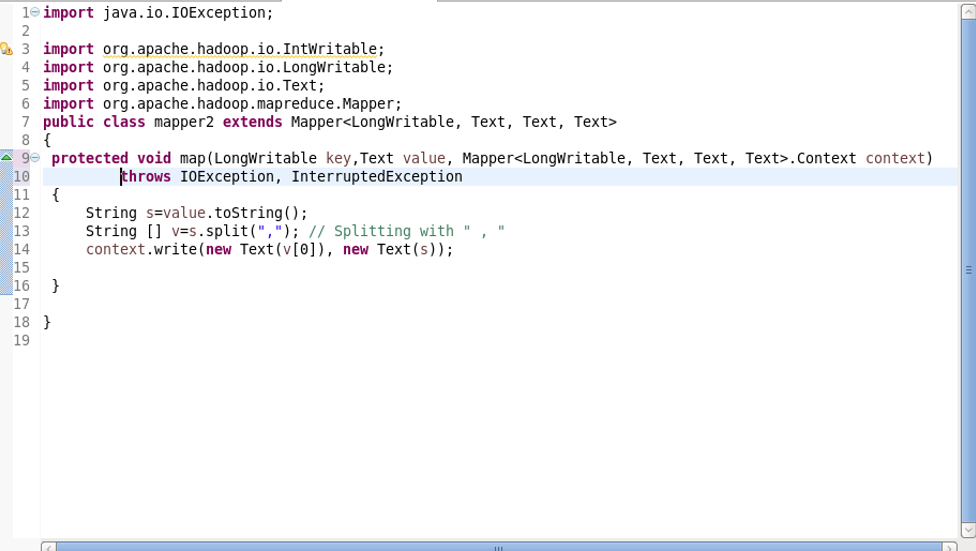 1 import java.io.IOException;
2
3 import org.apache.hadoop.io.IntWritable;
4 import org.apache.hadoop.io.LongWritable;
5 import org.apache.hadoop.io.Text;
6 import org.apache.hadoop.mapreduce.Mapper;
7 public class mapper2 extends Mapper<LongWritable, Text, Text, Text>
8 {
9  protected void map(LongWritable key,Text value, Mapper<LongWritable, Text, Text, Text>.Context context)
10          throws IOException, InterruptedException
11  {
12      String s=value.toString();
13      String [] v=s.split(","); // Splitting with " , "
14      context.write(new Text(v[0]), new Text(s));
15
16  }
17
18 }
19